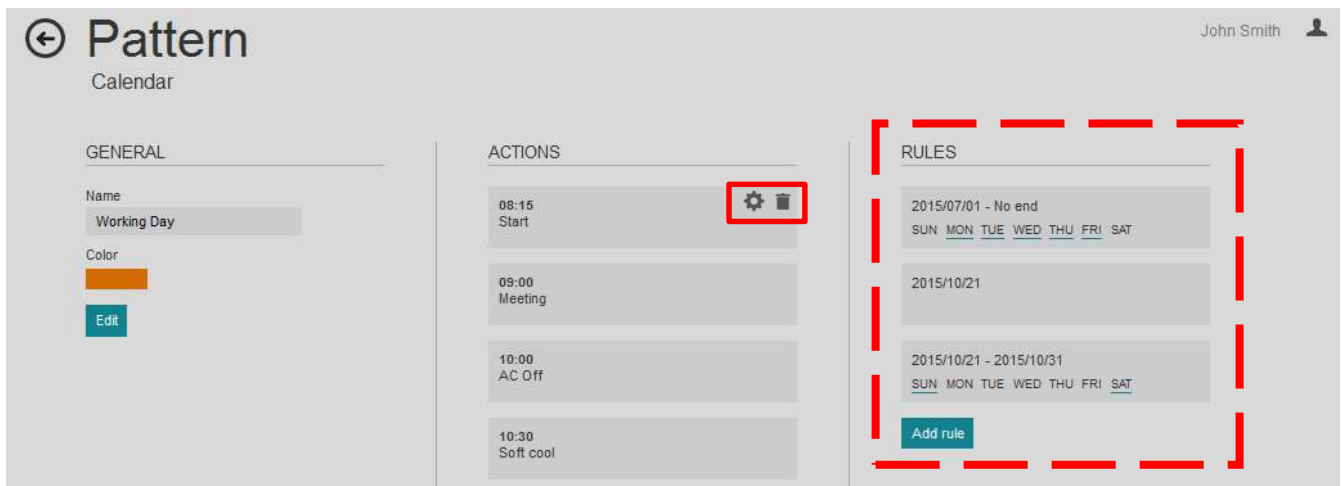 Pattern
Calendar
John Smith
GENERAL
Name
Working Day
Color
Edit
ACTIONS
08:15
Start
09:00
Meeting
10:00
AC Off
10:30
Soft cool
RULES
2015/07/01 - No end
SUN MON TUE WED THU FRI SAT
2015/10/21
2015/10/21 - 2015/10/31
SUN MON TUE WED THU FRI SAT
Add rule